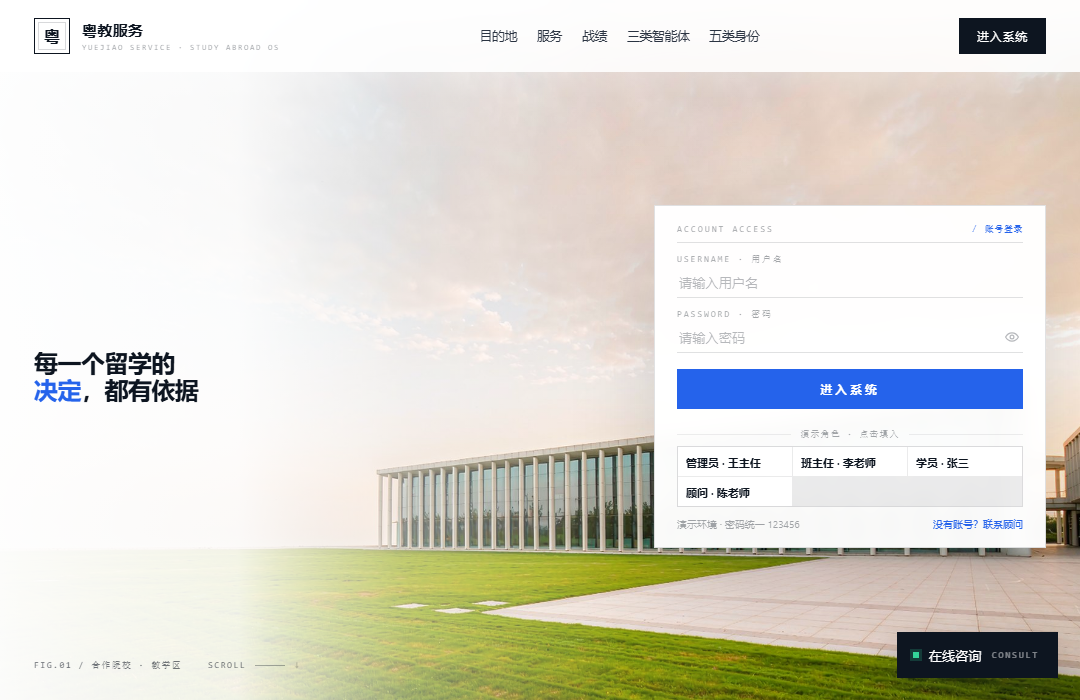 粤
粤教服务
YUEJIAO SERVICE · STUDY ABROAD OS
目的地 服务 战绩 三类智能体 五类身份
进入系统
每一个留学的
决定，都有依据
ACCOUNT ACCESS
/ 账号登录
USERNAME · 用户名
请输入用户名
PASSWORD · 密码
请输入密码
进入系统
演示角色 · 点击填入
管理员 · 王主任 班主任 · 李老师 学员 · 张三
顾问 · 陈老师
演示环境 · 密码统一 123456
没有账号？联系顾问
FIG.01 / 合作院校 · 教学区 SCROLL ↓
在线咨询 CONSULT